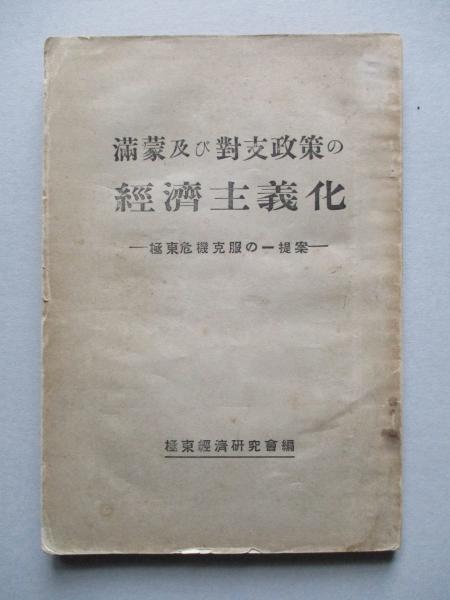 滿蒙及び對支政策の
經濟主義化
—極東危機克服の一提案—
極東經濟硏究會編